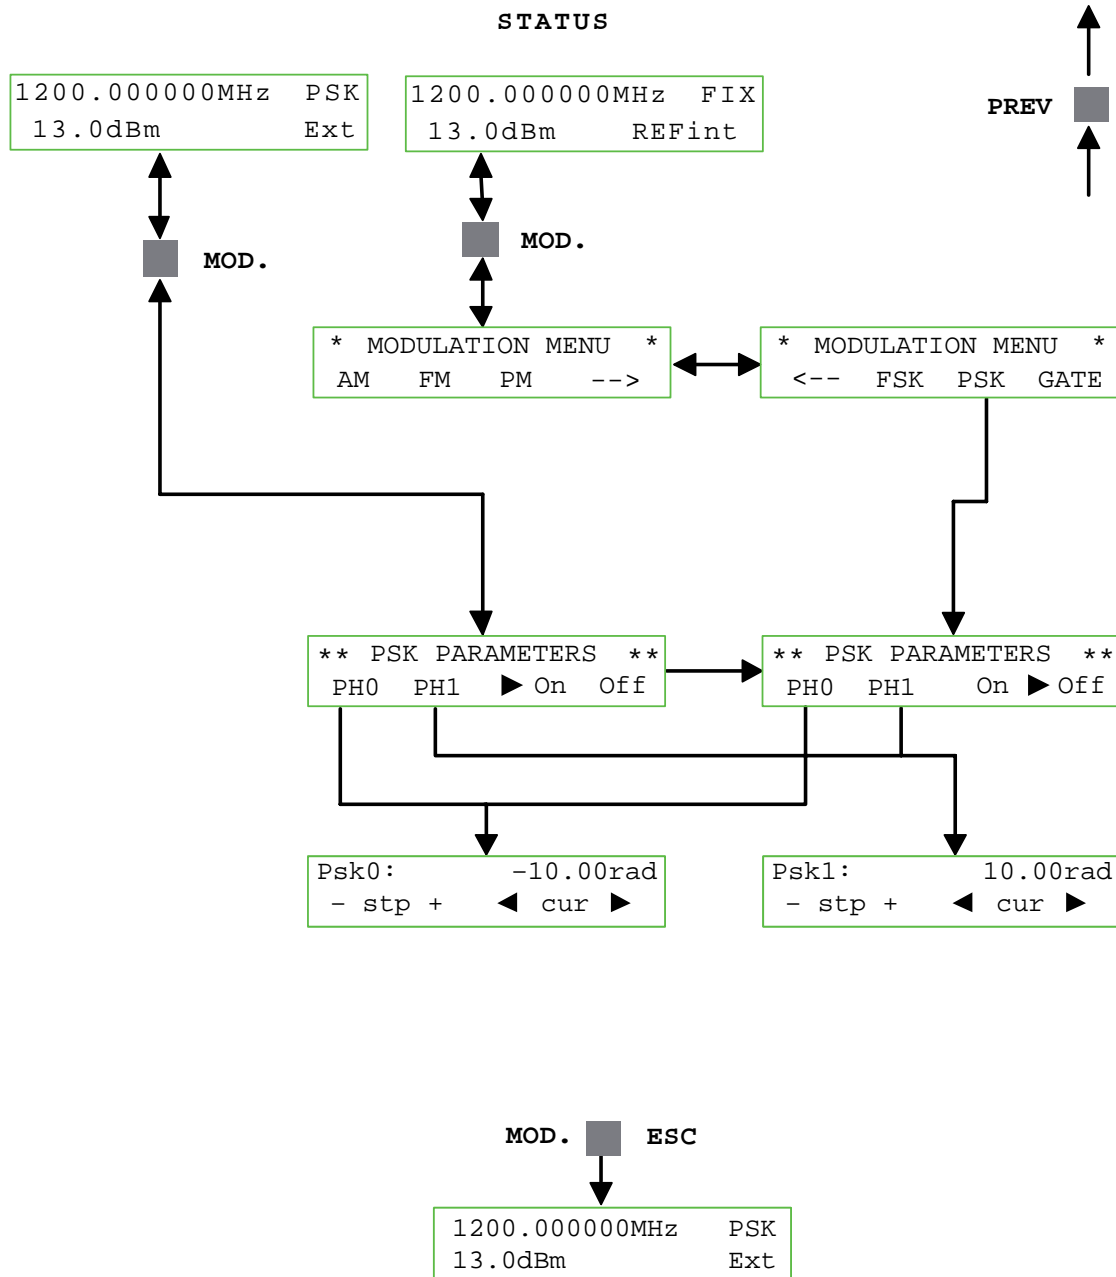 STATUS
1200.000000MHz PSK
13.0dBm Ext
1200.000000MHz FIX
13.0dBm REFint
PREV
MOD.
MOD.
* MODULATION MENU *
AM FM PM -->
* MODULATION MENU *
<-- FSK PSK GATE
** PSK PARAMETERS **
PH0 PH1 ▶ On Off
** PSK PARAMETERS **
PH0 PH1 On ▶ Off
Psk0: -10.00rad
- stp + ◀ cur ▶
Psk1: 10.00rad
- stp + ◀ cur ▶
MOD. ESC
1200.000000MHz PSK
13.0dBm Ext